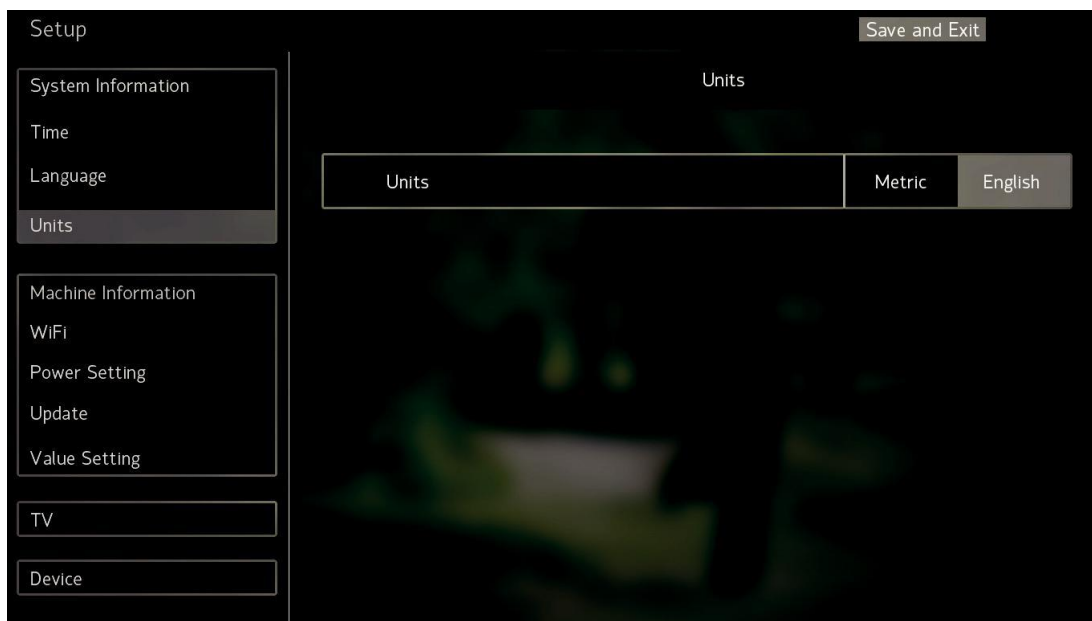 Setup
Save and Exit
System Information
Time
Language
Units
Machine Information
WiFi
Power Setting
Update
Value Setting
TV
Device
Units
Units
Metric
English